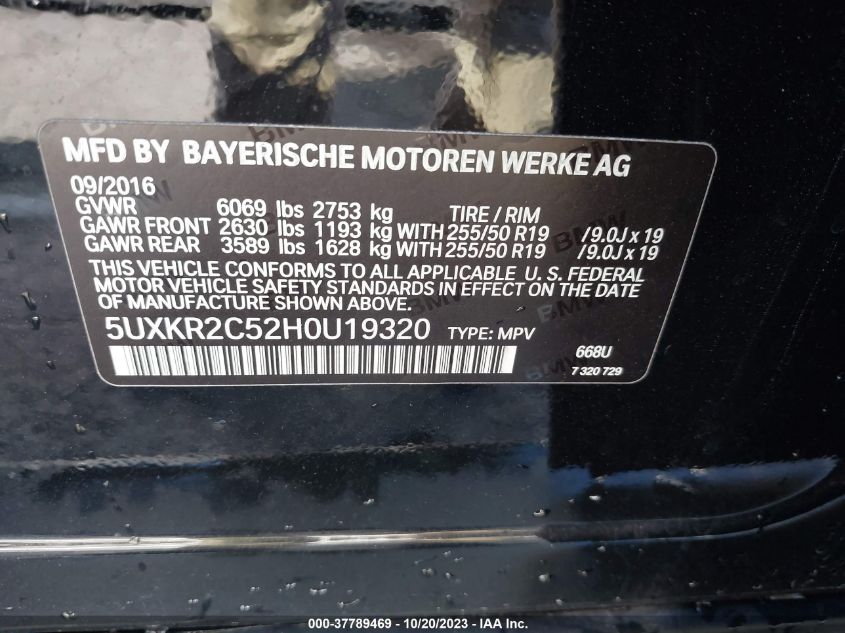 MFD BY BAYERISCHE MOTOREN WERKE AG
09/2016
GVWR 6069 lbs 2753 kg TIRE / RIM
GAWR FRONT 2630 lbs 1193 kg WITH 255/50 R19 /9.0J x 19
GAWR REAR 3589 lbs 1628 kg WITH 255/50 R19 /9.0J x 19
THIS VEHICLE CONFORMS TO ALL APPLICABLE U. S. FEDERAL
MOTOR VEHICLE SAFETY STANDARDS IN EFFECT ON THE DATE
OF MANUFACTURE SHOWN ABOVE.
5UXKR2C52H0U19320 TYPE: MPV
668U
7 320 729
000-37789469 - 10/20/2023 - IAA Inc.